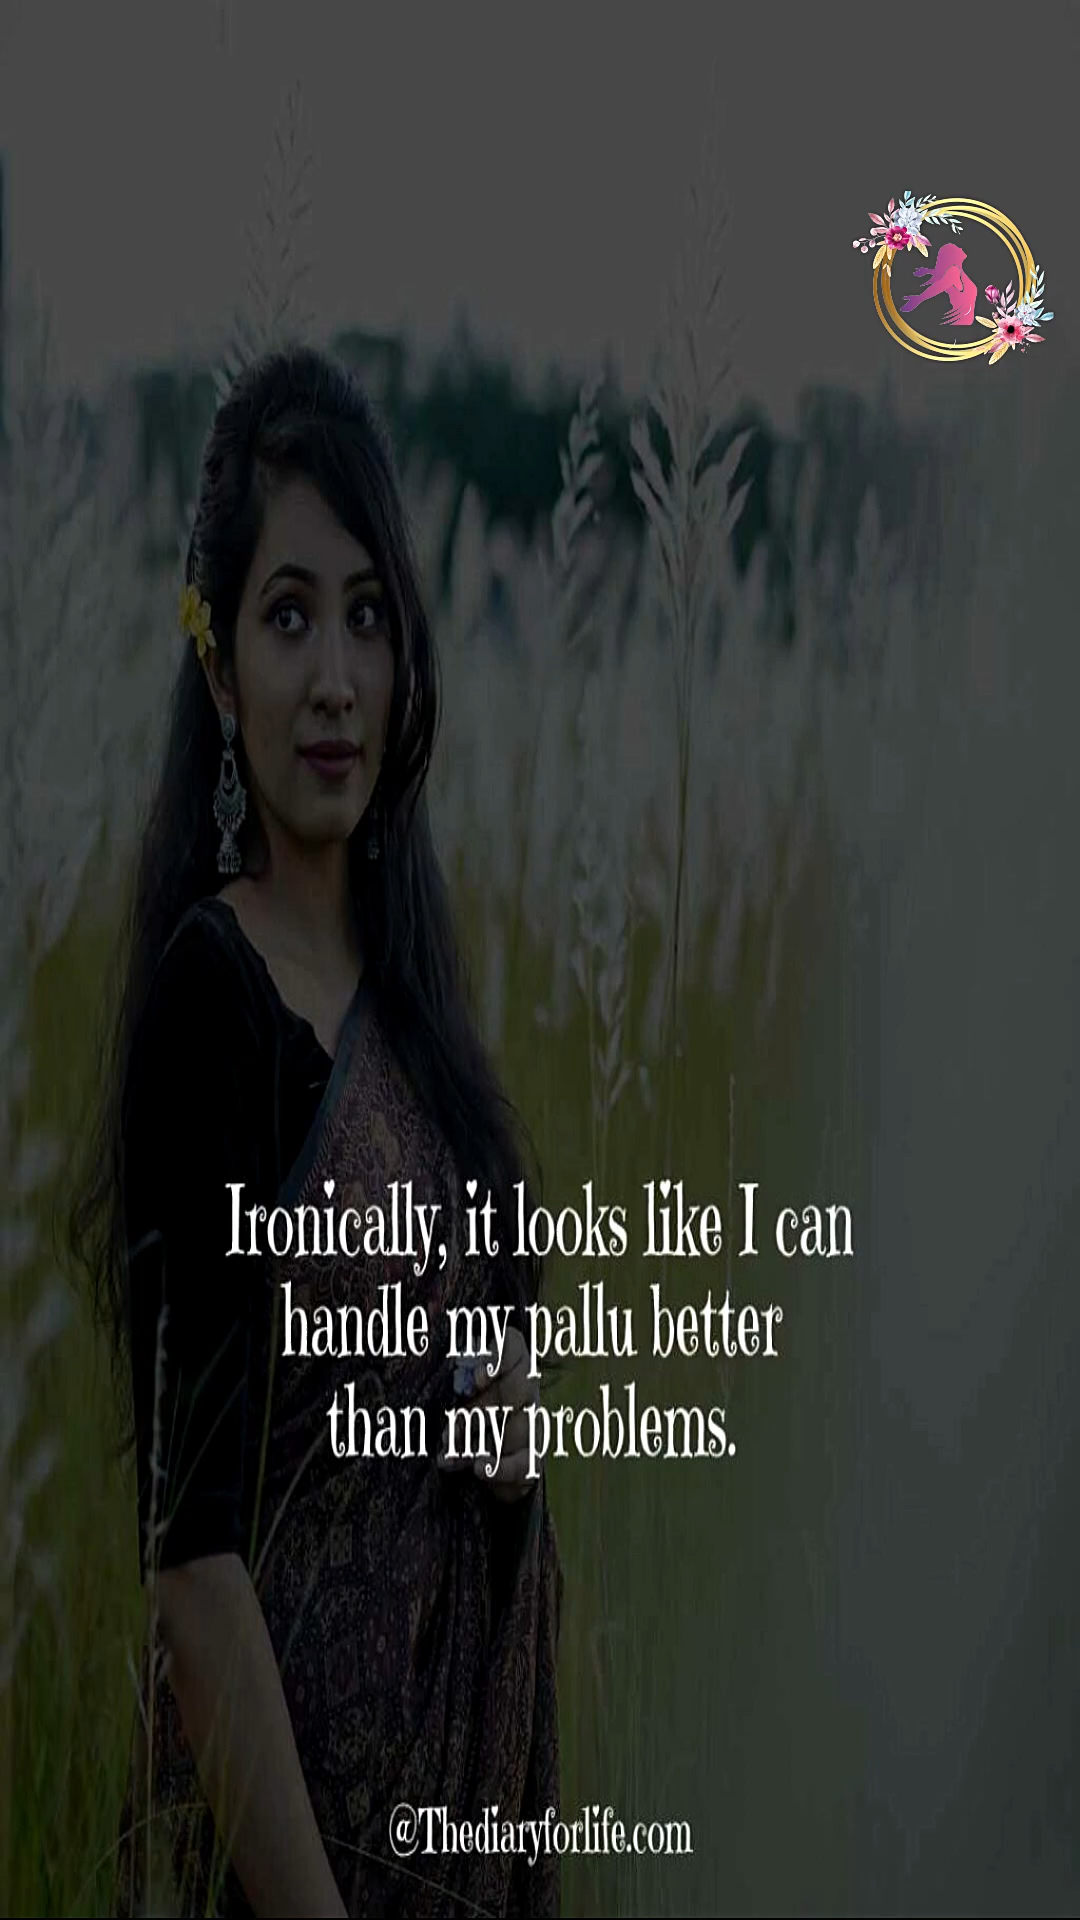 Ironically, it looks like I can
handle my pallu better
than my problems.
@Thediaryforlife.com